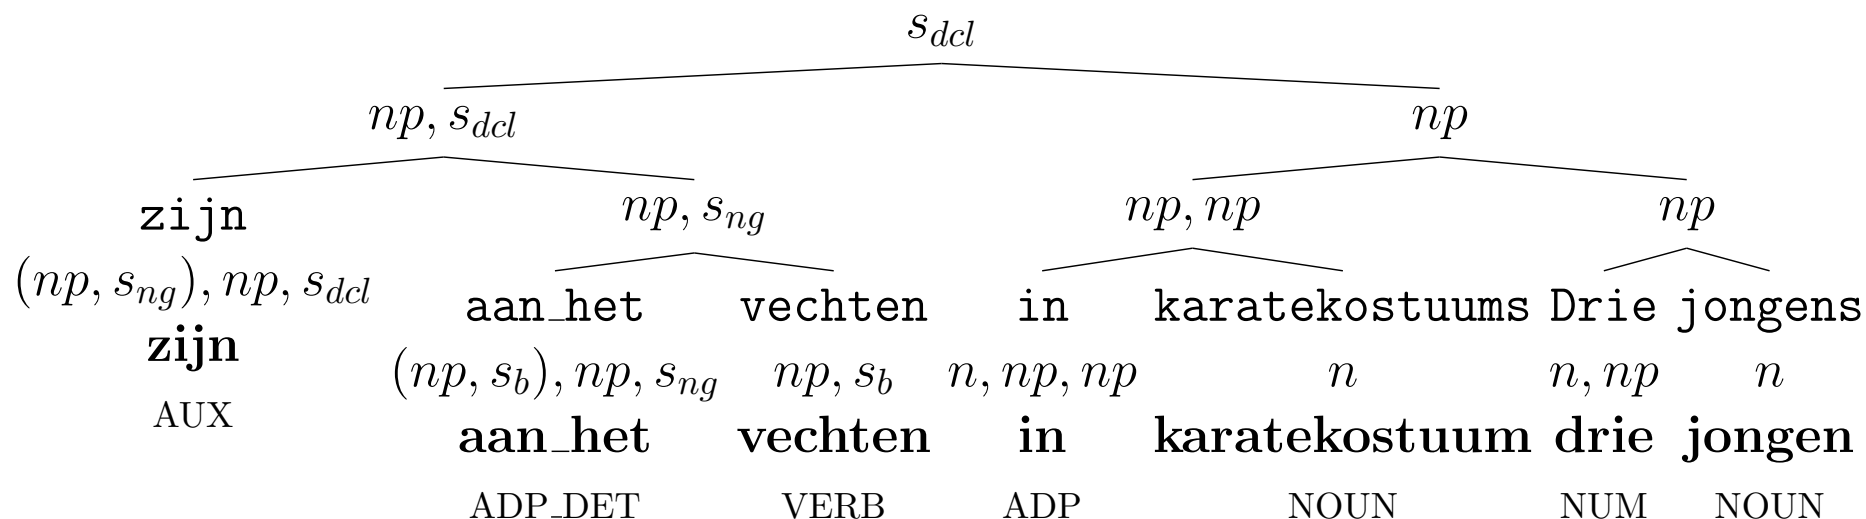 s_dcl
np, s_dcl np
zijn np, s_ng np, np np
(np, s_ng), np, s_dcl aan_het vechten in karatekostuums Drie jongens
zijn (np, s_b), np, s_ng np, s_b n, np, np n n, np n
AUX aan_het vechten in karatekostuum drie jongen
ADP_DET VERB ADP NOUN NUM NOUN